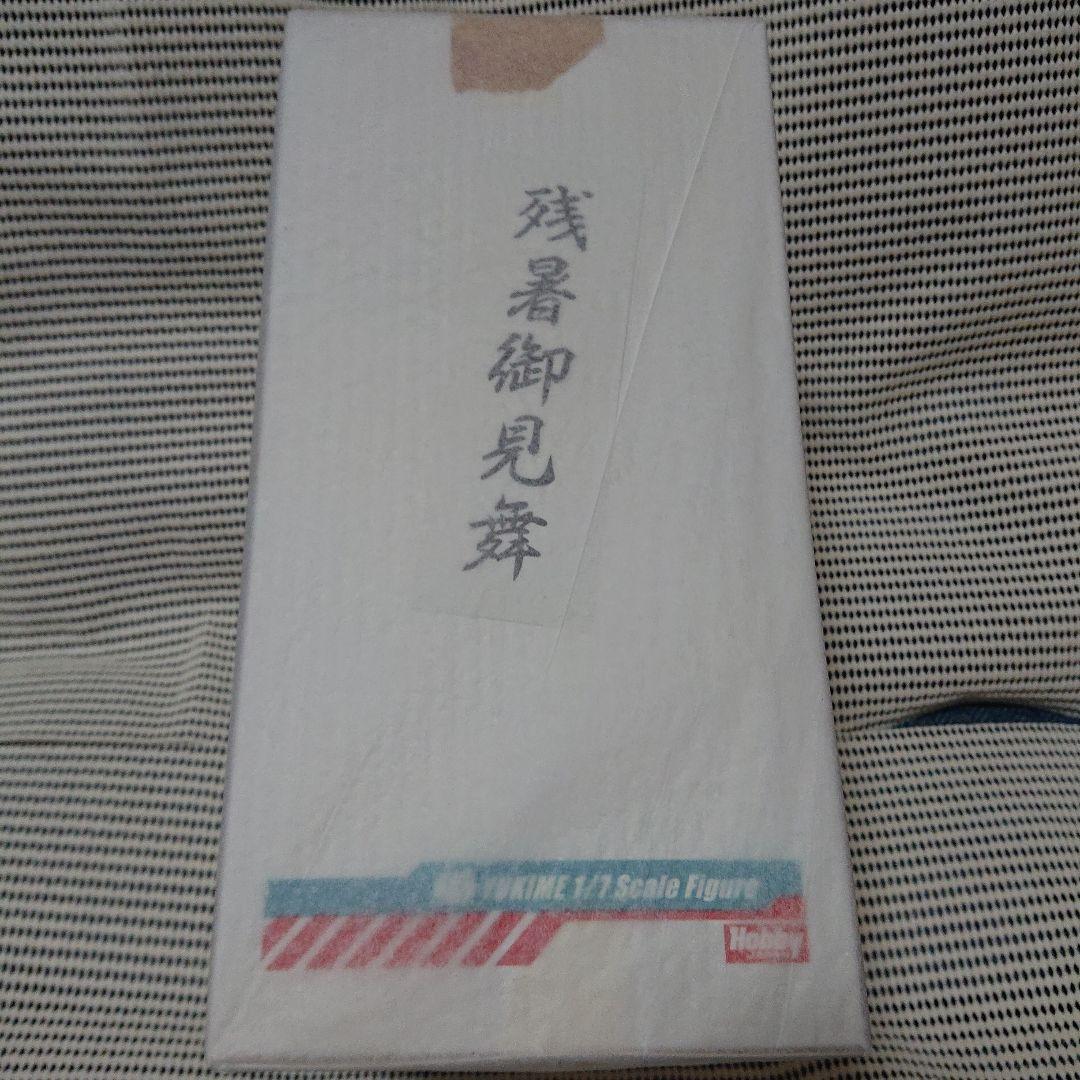 残暑御見舞
YUKIME 1/7 Scale Figure
Hobby